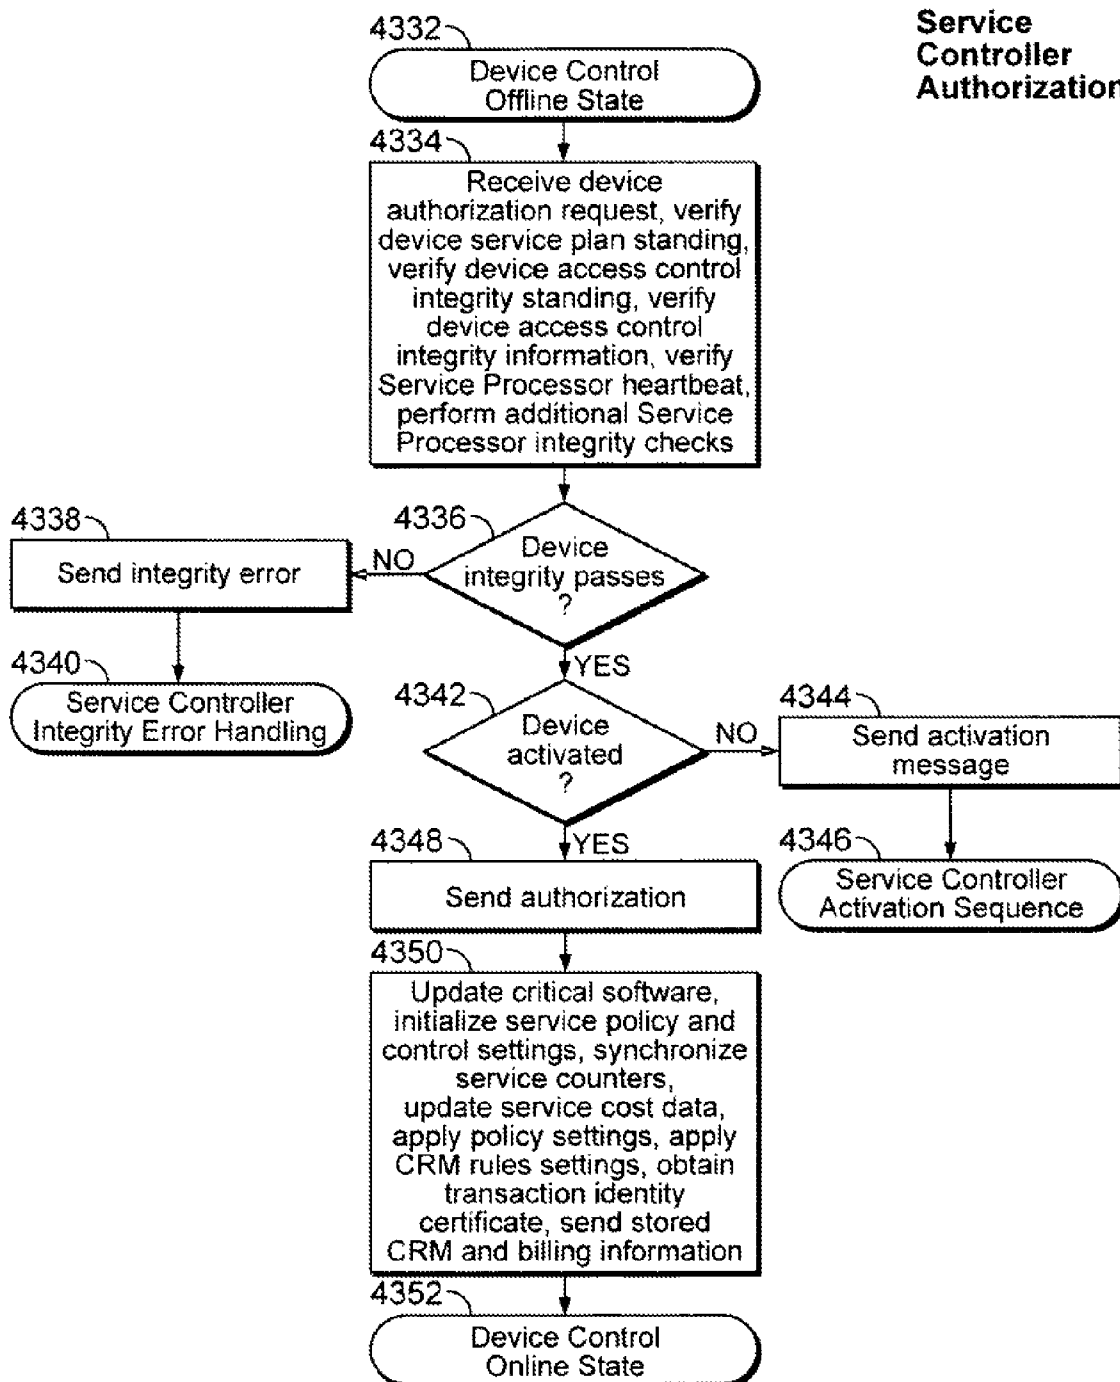 Service
Controller
Authorization
4332
Device Control
Offline State
4334
Receive device
authorization request, verify
device service plan standing,
verify device access control
integrity standing, verify
device access control
integrity information, verify
Service Processor heartbeat,
perform additional Service
Processor integrity checks
4336
Device
integrity passes
?
NO
4338
Send integrity error
4340
Service Controller
Integrity Error Handling
YES
4342
Device
activated
?
NO
4344
Send activation
message
4346
Service Controller
Activation Sequence
YES
4348
Send authorization
4350
Update critical software,
initialize service policy and
control settings, synchronize
service counters,
update service cost data,
apply policy settings, apply
CRM rules settings, obtain
transaction identity
certificate, send stored
CRM and billing information
4352
Device Control
Online State